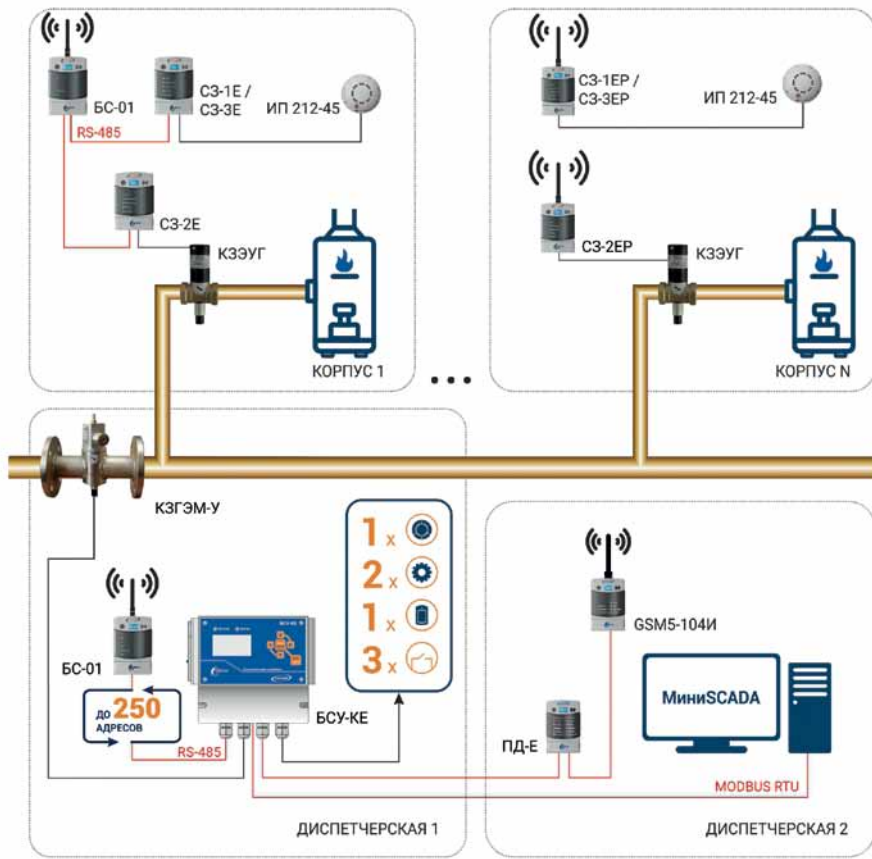 БС-01
СЗ-1Е /
СЗ-3Е
ИП 212-45
RS-485
СЗ-2Е
КЗЭУГ
КОРПУС 1
СЗ-1ЕР /
СЗ-3ЕР
ИП 212-45
СЗ-2ЕР
КЗЭУГ
КОРПУС N
...
КЗГЭМ-У
1 x
2 x
1 x
3 x
БС-01
ДО 250
АДРЕСОВ
RS-485
БСУ-КЕ
БСУ-КЕ
ДИСПЕТЧЕРСКАЯ 1
GSM5-104И
МиниSCADA
ПД-Е
MODBUS RTU
ДИСПЕТЧЕРСКАЯ 2